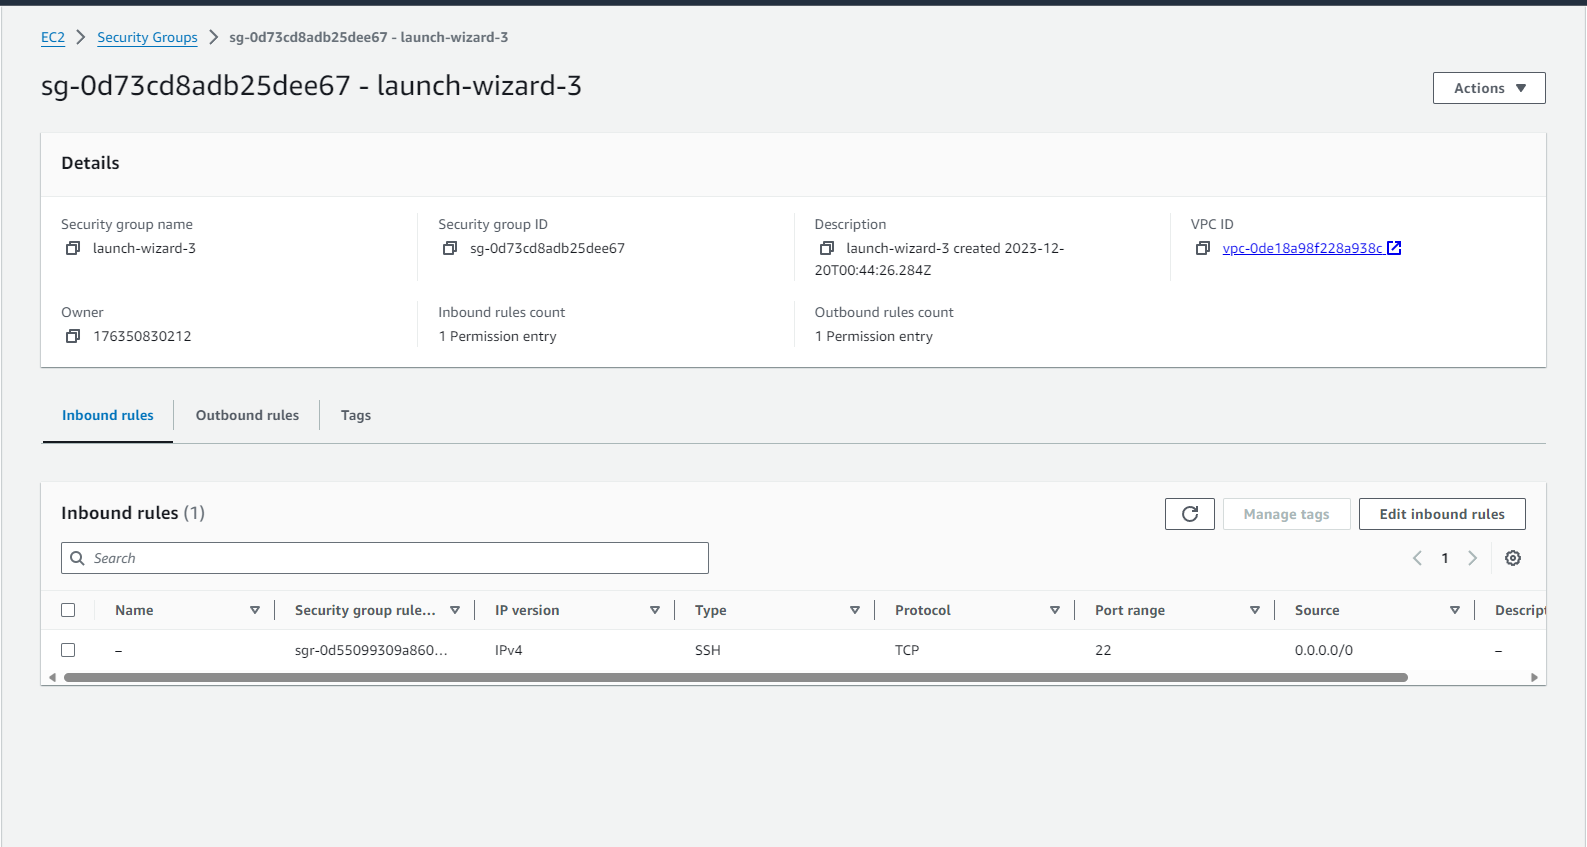 EC2 > Security Groups > sg-0d73cd8adb25dee67 - launch-wizard-3
sg-0d73cd8adb25dee67 - launch-wizard-3
Actions
Details
Security group name
launch-wizard-3
Security group ID
sg-0d73cd8adb25dee67
Description
launch-wizard-3 created 2023-12-
20T00:44:26.284Z
VPC ID
vpc-0de18a98f228a938c
Owner
176350830212
Inbound rules count
1 Permission entry
Outbound rules count
1 Permission entry
Inbound rules
Outbound rules
Tags
Inbound rules (1)
Manage tags
Edit inbound rules
Search
1
Name Security group rule... IP version Type Protocol Port range Source Descript
– sgr-0d55099309a860... IPv4 SSH TCP 22 0.0.0.0/0 –